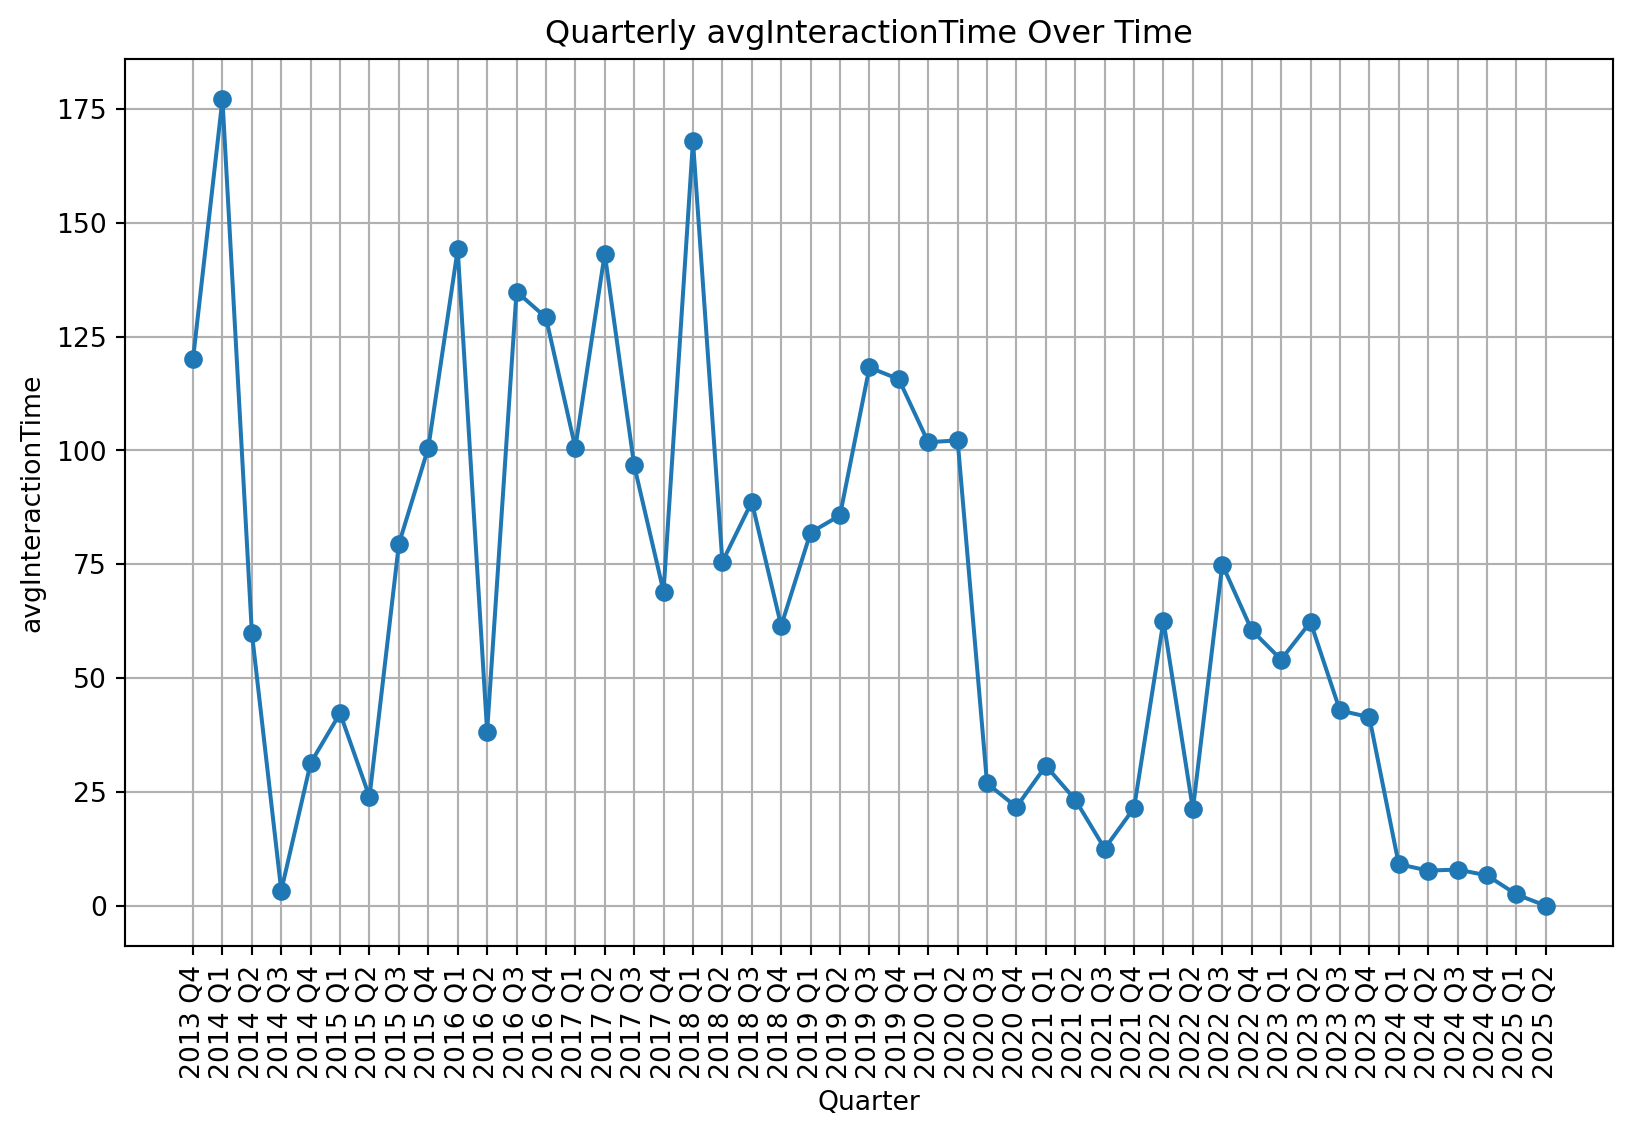 Quarterly avgInteractionTime Over Time
avgInteractionTime
175
150
125
100
75
50
25
0
2013 Q4
2014 Q1
2014 Q2
2014 Q3
2014 Q4
2015 Q1
2015 Q2
2015 Q3
2015 Q4
2016 Q1
2016 Q2
2016 Q3
2016 Q4
2017 Q1
2017 Q2
2017 Q3
2017 Q4
2018 Q1
2018 Q2
2018 Q3
2018 Q4
2019 Q1
2019 Q2
2019 Q3
2019 Q4
2020 Q1
2020 Q2
2020 Q3
2020 Q4
2021 Q1
2021 Q2
2021 Q3
2021 Q4
2022 Q1
2022 Q2
2022 Q3
2022 Q4
2023 Q1
2023 Q2
2023 Q3
2023 Q4
2024 Q1
2024 Q2
2024 Q3
2024 Q4
2025 Q1
2025 Q2
Quarter